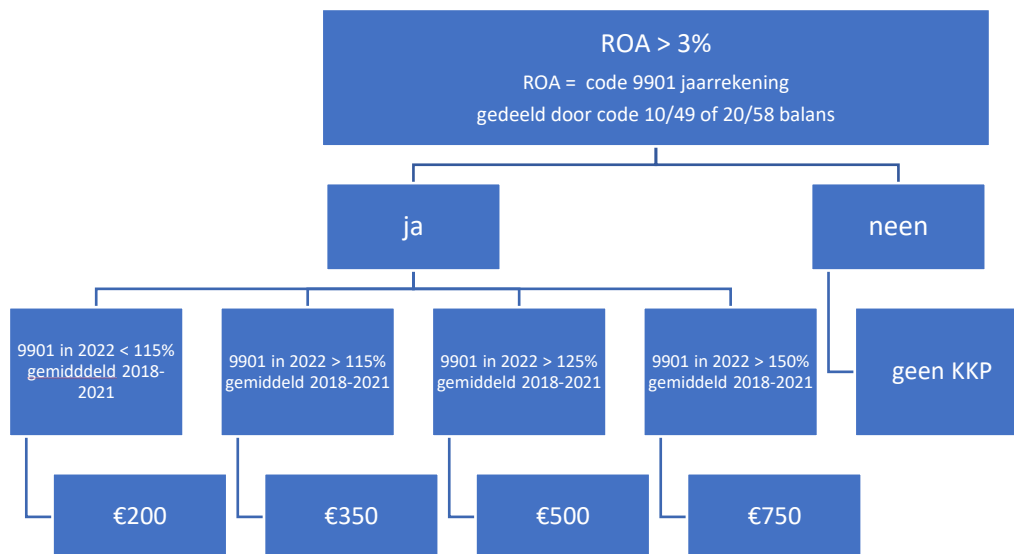 ROA > 3%
ROA =  code 9901 jaarrekening
gedeeld door code 10/49 of 20/58 balans
ja
neen
9901 in 2022 < 115%
gemidddeld 2018-
2021
9901 in 2022 > 115%
gemiddeld 2018-2021
9901 in 2022 > 125%
gemiddeld 2018-2021
9901 in 2022 > 150%
gemiddeld 2018-2021
geen KKP
€200
€350
€500
€750